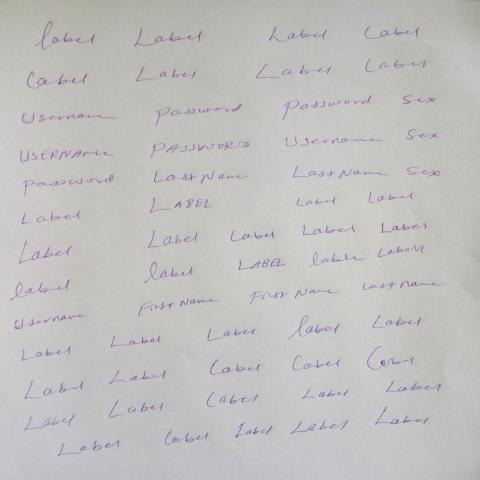 label Label Label Label
Label Label Label Label
Username Password Password Sex
USERNAME PASSWORD Username Sex
Password Last Name Last Name Sex
Label LABEL Label Label
Label Label Label Label Label
label label LABEL lable Label
Username First Name First Name Last name
Label Label Label label Label
Label Label Label Label Label
Label Label Label Label Label
Label Label Label Label Label